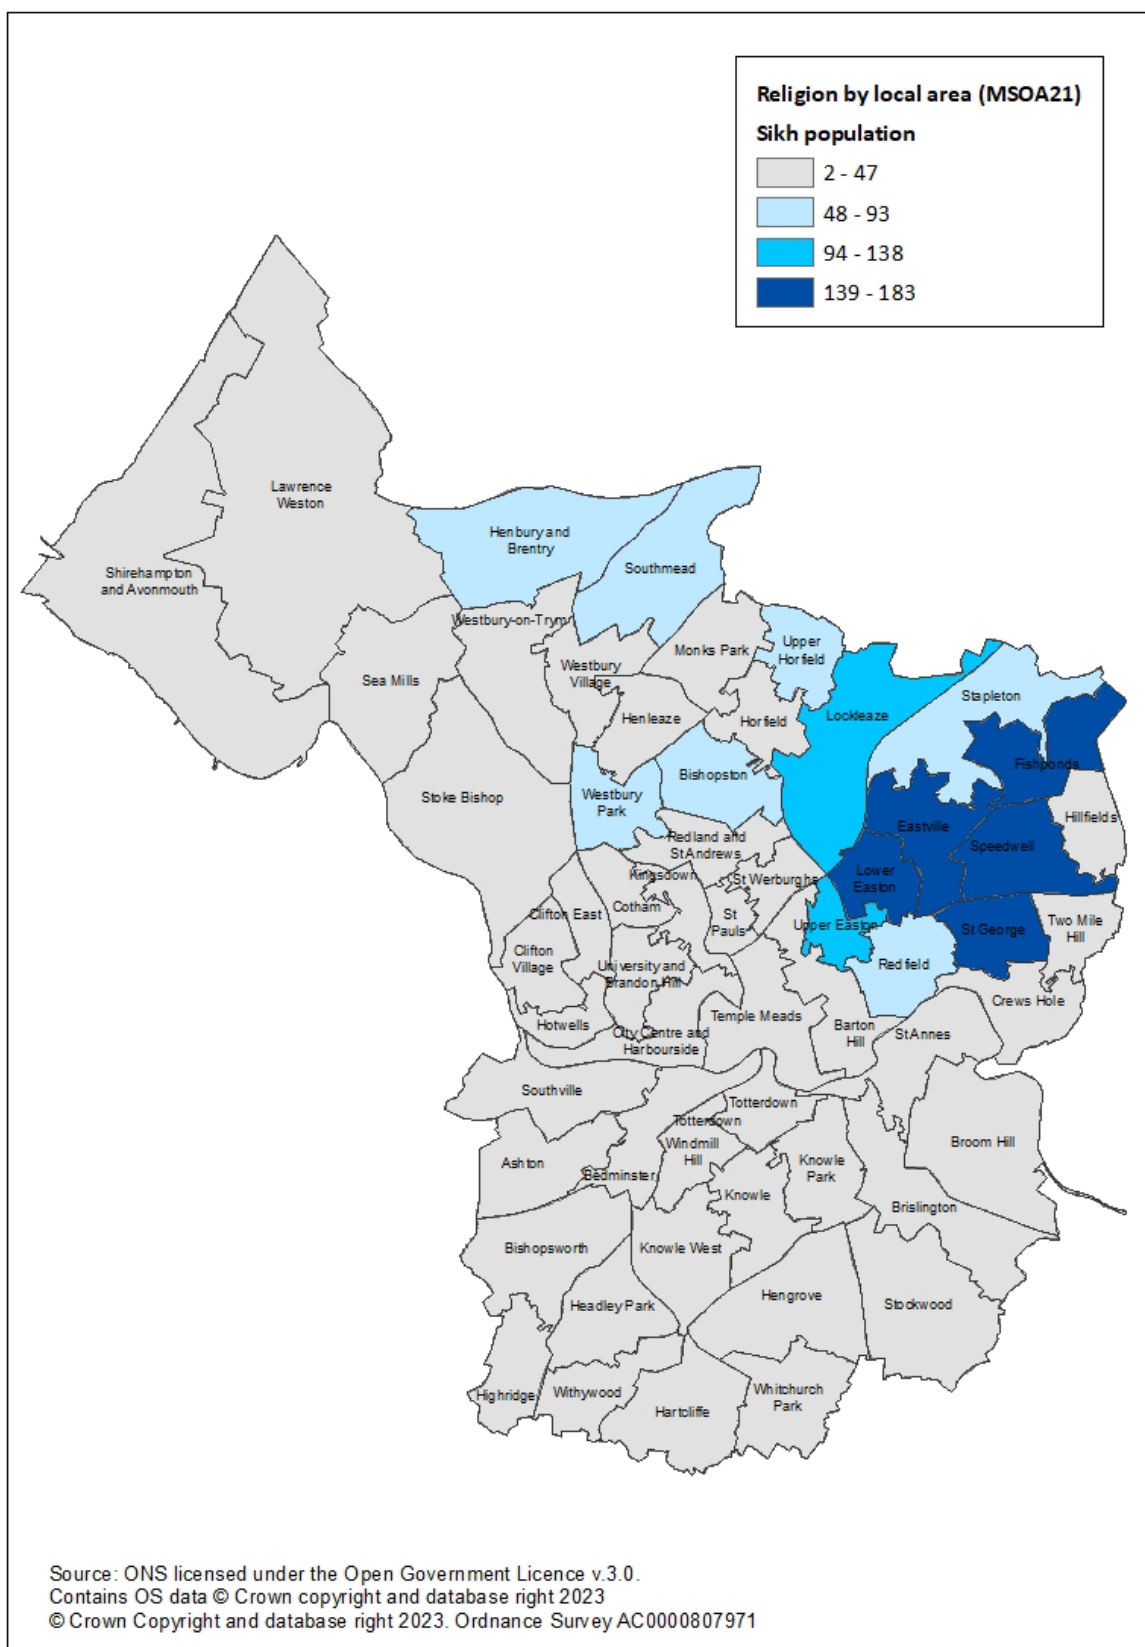 Religion by local area (MSOA21)
Sikh population
2 - 47
48 - 93
94 - 138
139 - 183
Lawrence
Weston
Henbury and
Brentry
Southmead
Shirehampton
and Avonmouth
Westbury-on-Trym
Monks Park
Upper
Horfield
Westbury
Village
Sea Mills
Stapleton
Henleaze
Horfield
Lockleaze
Fishponds
Bishopston
Stoke Bishop
Westbury
Park
Hillfields
Eastville
Redland and
St Andrews
Speedwell
Kingsdown
St Werburghs
Lower
Easton
Cotham
Clifton East
St
Pauls
Upper Easton
St George
Two Mile
Hill
Clifton
Village
University and
Brandon Hill
Redfield
Crews Hole
Hotwells
City Centre and
Harbourside
Temple Meads
Barton
Hill
St Annes
Southville
Totterdown
Totterdown
Windmill
Hill
Broom Hill
Ashton
Bedminster
Knowle
Park
Knowle
Brislington
Bishopsworth
Knowle West
Headley Park
Hengrove
Stockwood
Highridge
Withywood
Whitchurch
Park
Hartcliffe
Source: ONS licensed under the Open Government Licence v.3.0.
Contains OS data © Crown copyright and database right 2023
© Crown Copyright and database right 2023. Ordnance Survey AC0000807971